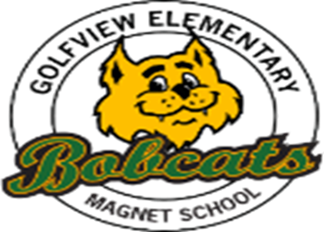 GOLFVIEW ELEMENTARY
Bobcats
MAGNET SCHOOL